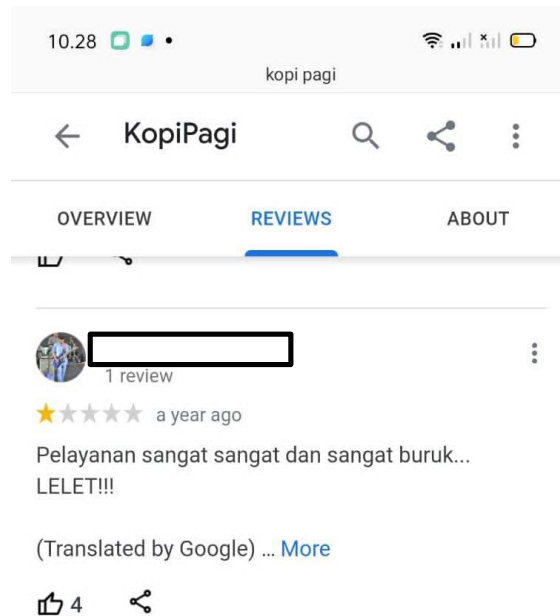 10.28
kopi pagi
KopiPagi
OVERVIEW REVIEWS ABOUT
1 review
a year ago
Pelayanan sangat sangat dan sangat buruk...
LELET!!!
(Translated by Google) ... More
4